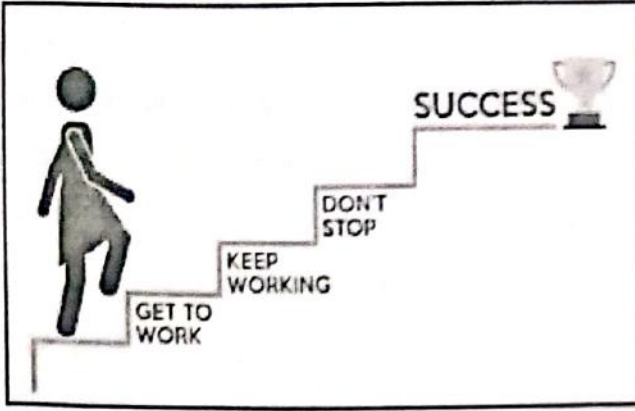 SUCCESS
DON'T
STOP
KEEP
WORKING
GET TO
WORK